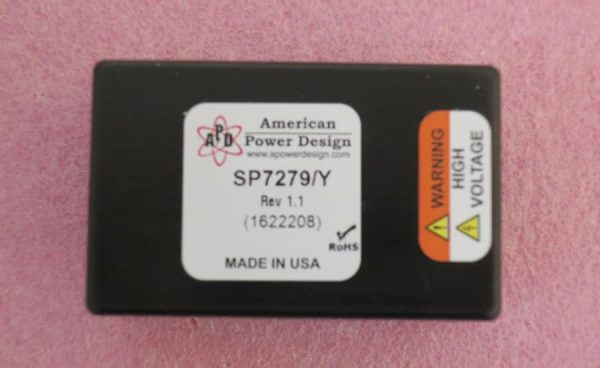 APD
American
Power Design
www.apowerdesign.com
SP7279/Y
Rev 1.1
(1622208)
RoHS
MADE IN USA
WARNING
HIGH
VOLTAGE